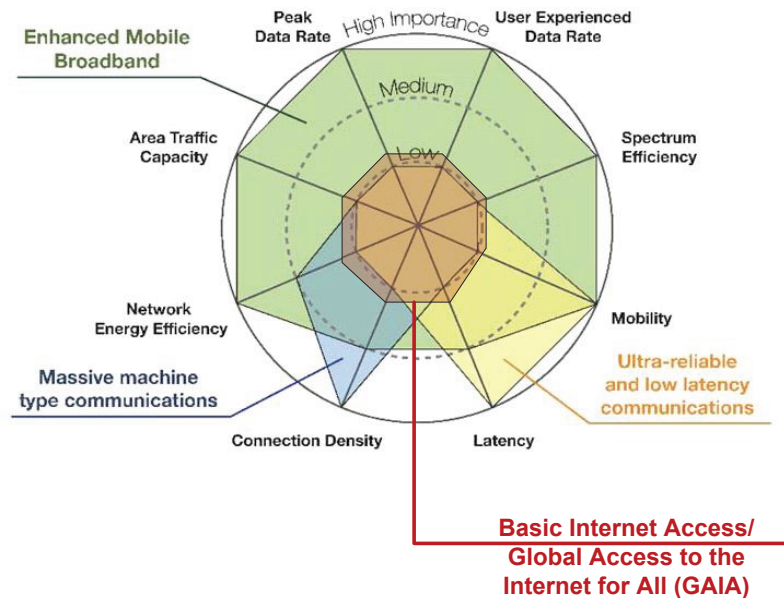 Peak
Data Rate
High Importance
User Experienced
Data Rate
Enhanced Mobile
Broadband
Medium
Area Traffic
Capacity
Low
Spectrum
Efficiency
Network
Energy Efficiency
Mobility
Massive machine
type communications
Ultra-reliable
and low latency
communications
Connection Density
Latency
Basic Internet Access/
Global Access to the
Internet for All (GAIA)